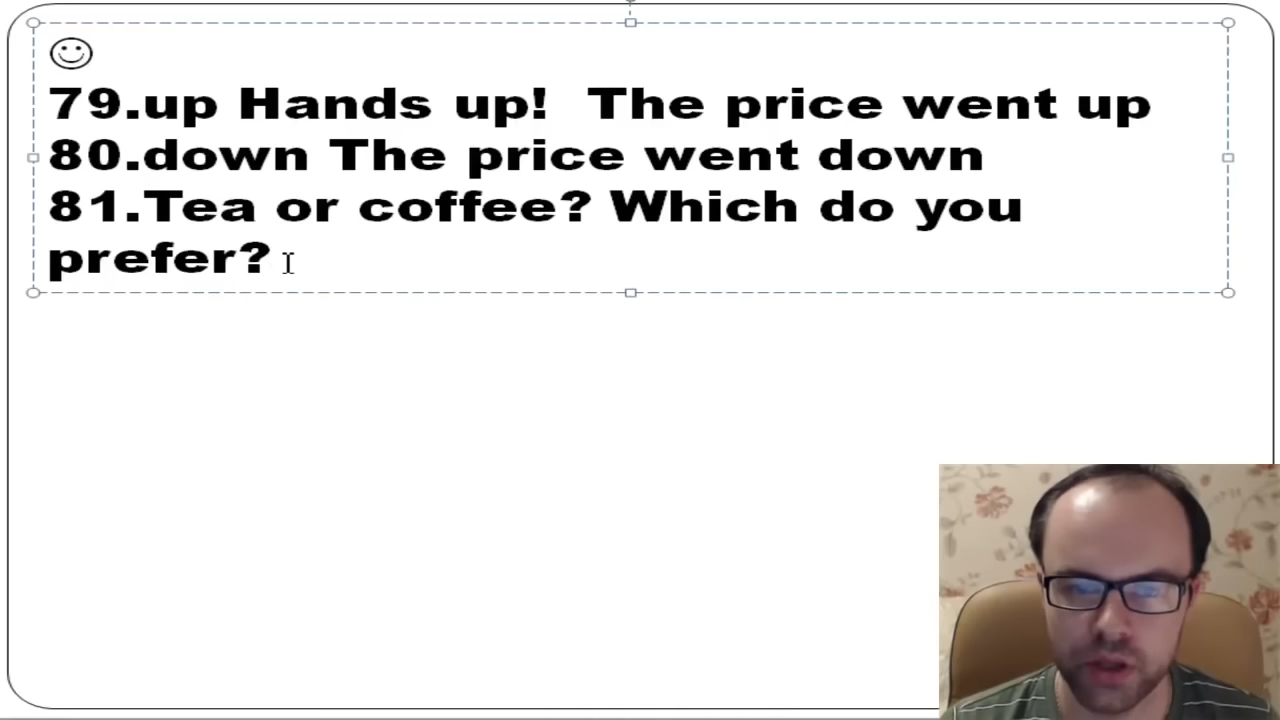 79.up Hands up!  The price went up
80.down The price went down
81.Tea or coffee? Which do you
prefer?